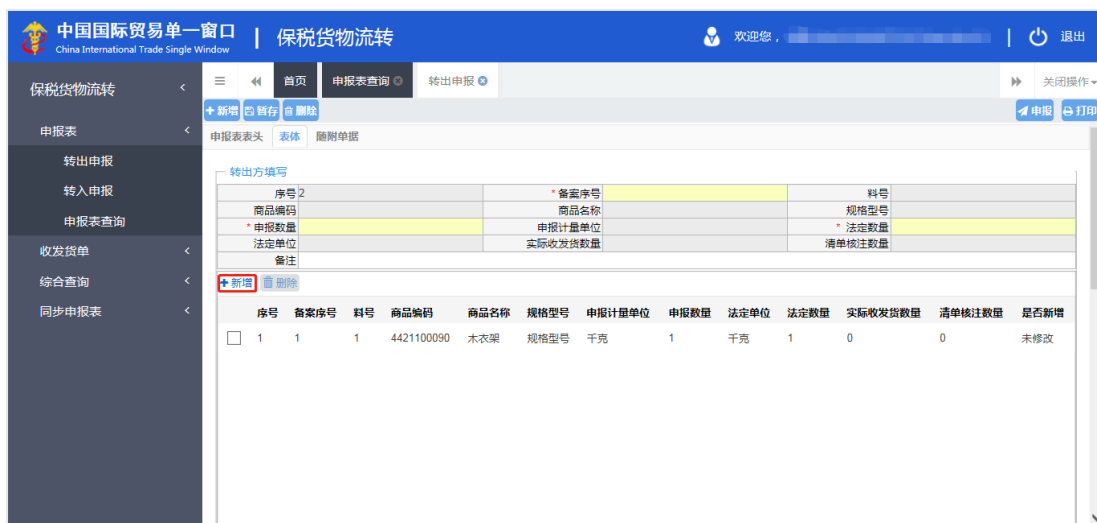 中国国际贸易单一窗口 | 保税货物流转 欢迎您， | 退出
China International Trade Single Window
保税货物流转
首页 申报表查询 转出申报 关闭操作
新增 暂存 删除 申报 打印
申报表
申报表表头 表体 随附单据
转出申报
转入申报
申报表查询
收发货单
综合查询
同步申报表
转出方填写
序号 2 * 备案序号 料号
商品编码 商品名称 规格型号
* 申报数量 申报计量单位 * 法定数量
法定单位 实际收发货数量 清单核注数量
备注
新增 删除
序号 备案序号 料号 商品编码 商品名称 规格型号 申报计量单位 申报数量 法定单位 法定数量 实际收发货数量 清单核注数量 是否新增
1 1 1 4421100090 木衣架 规格型号 千克 1 千克 1 0 0 未修改